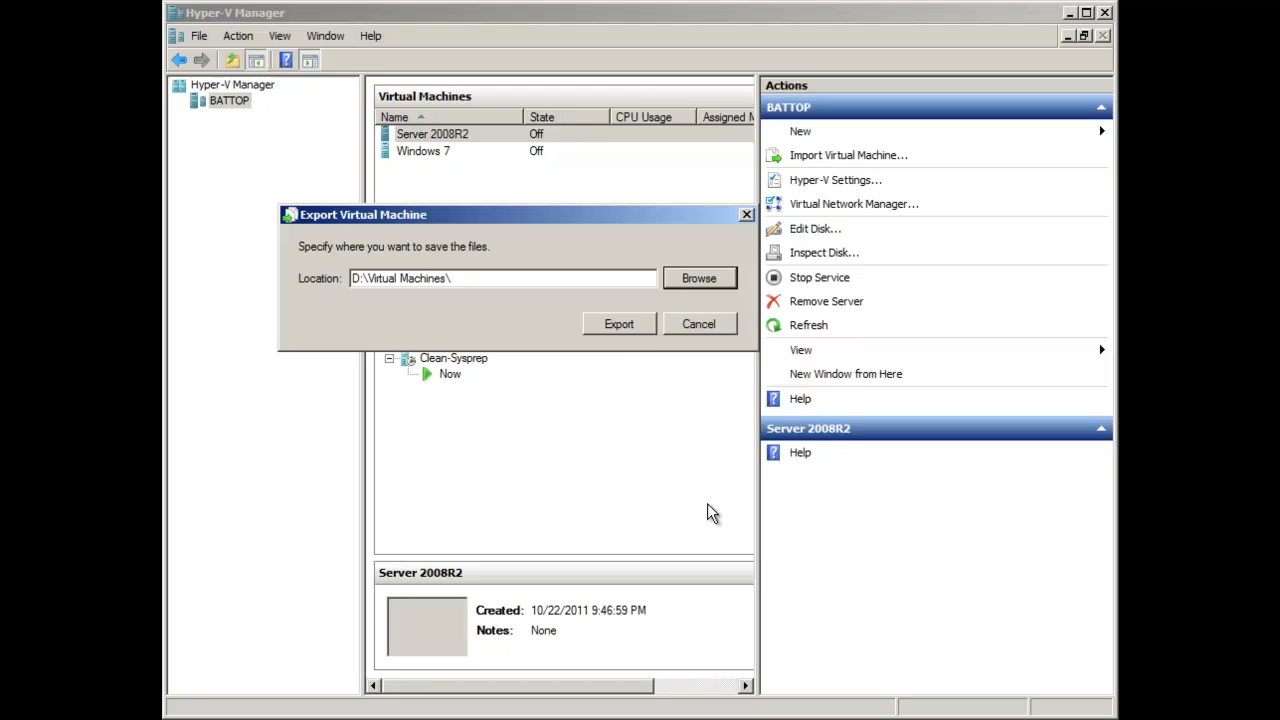 Hyper-V Manager
File Action View Window Help
Hyper-V Manager
BATTOP
Virtual Machines
Name State CPU Usage Assigned M
Server 2008R2 Off
Windows 7 Off
Export Virtual Machine
Specify where you want to save the files.
Location: D:\Virtual Machines\ Browse
Export Cancel
Clean-Sysprep
Now
Server 2008R2
Created: 10/22/2011 9:46:59 PM
Notes: None
Actions
BATTOP
New
Import Virtual Machine...
Hyper-V Settings...
Virtual Network Manager...
Edit Disk...
Inspect Disk...
Stop Service
Remove Server
Refresh
View
New Window from Here
Help
Server 2008R2
Help